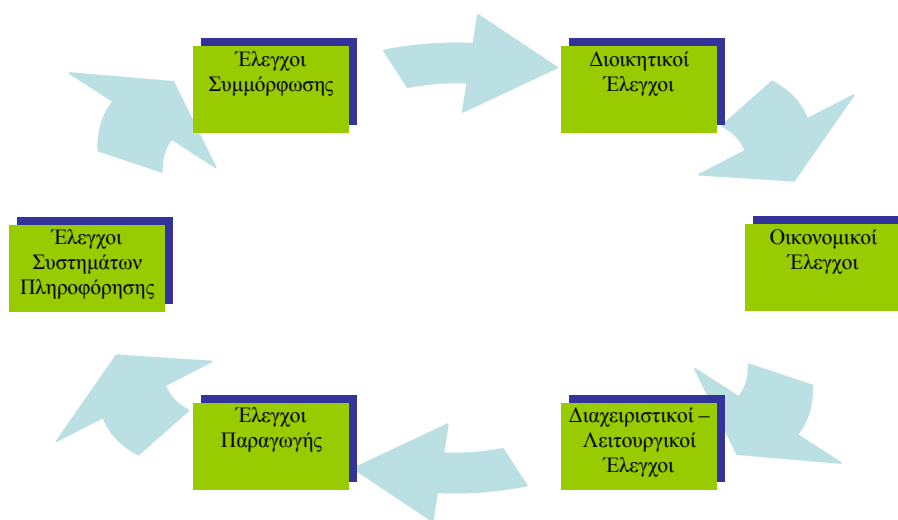 Έλεγχοι
Συμμόρφωσης
Διοικητικοί
Έλεγχοι
Έλεγχοι
Συστημάτων
Πληροφόρησης
Οικονομικοί
Έλεγχοι
Έλεγχοι
Παραγωγής
Διαχειριστικοί –
Λειτουργικοί
Έλεγχοι